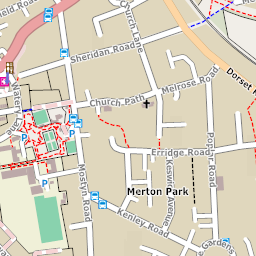 Church Lane
Sheridan Road
Melrose Road
Dorset
Church Path
Erridge Road
Poplar Road
Keswick Avenue
Merton Park
Mostyn Road
Kenley Road
Gardens
P
P
P